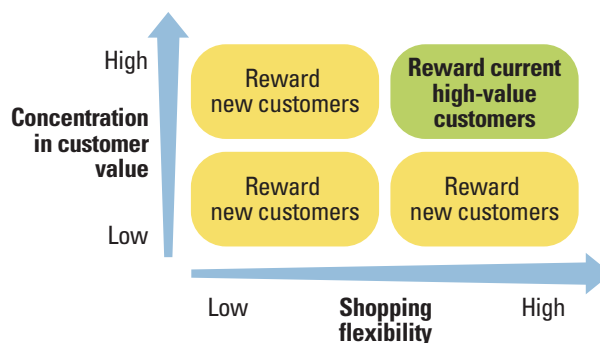 High
Concentration
in customer
value
Low
Reward
new customers
Reward current
high-value
customers
Reward
new customers
Reward
new customers
Low
Shopping
flexibility
High